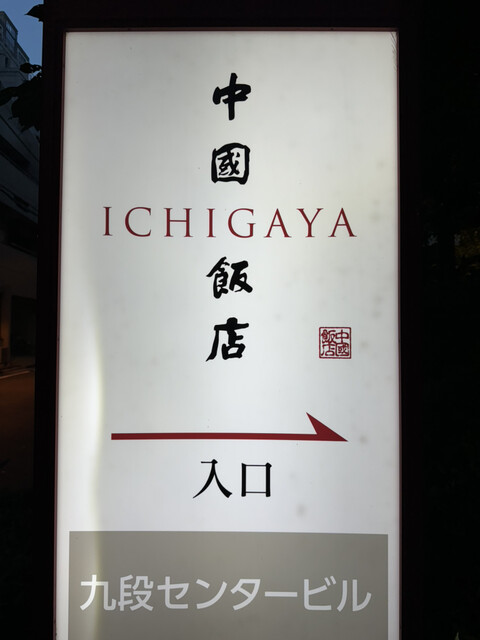 中
國
ICHIGAYA
飯
店
中國
飯店
入口
九段センタービル